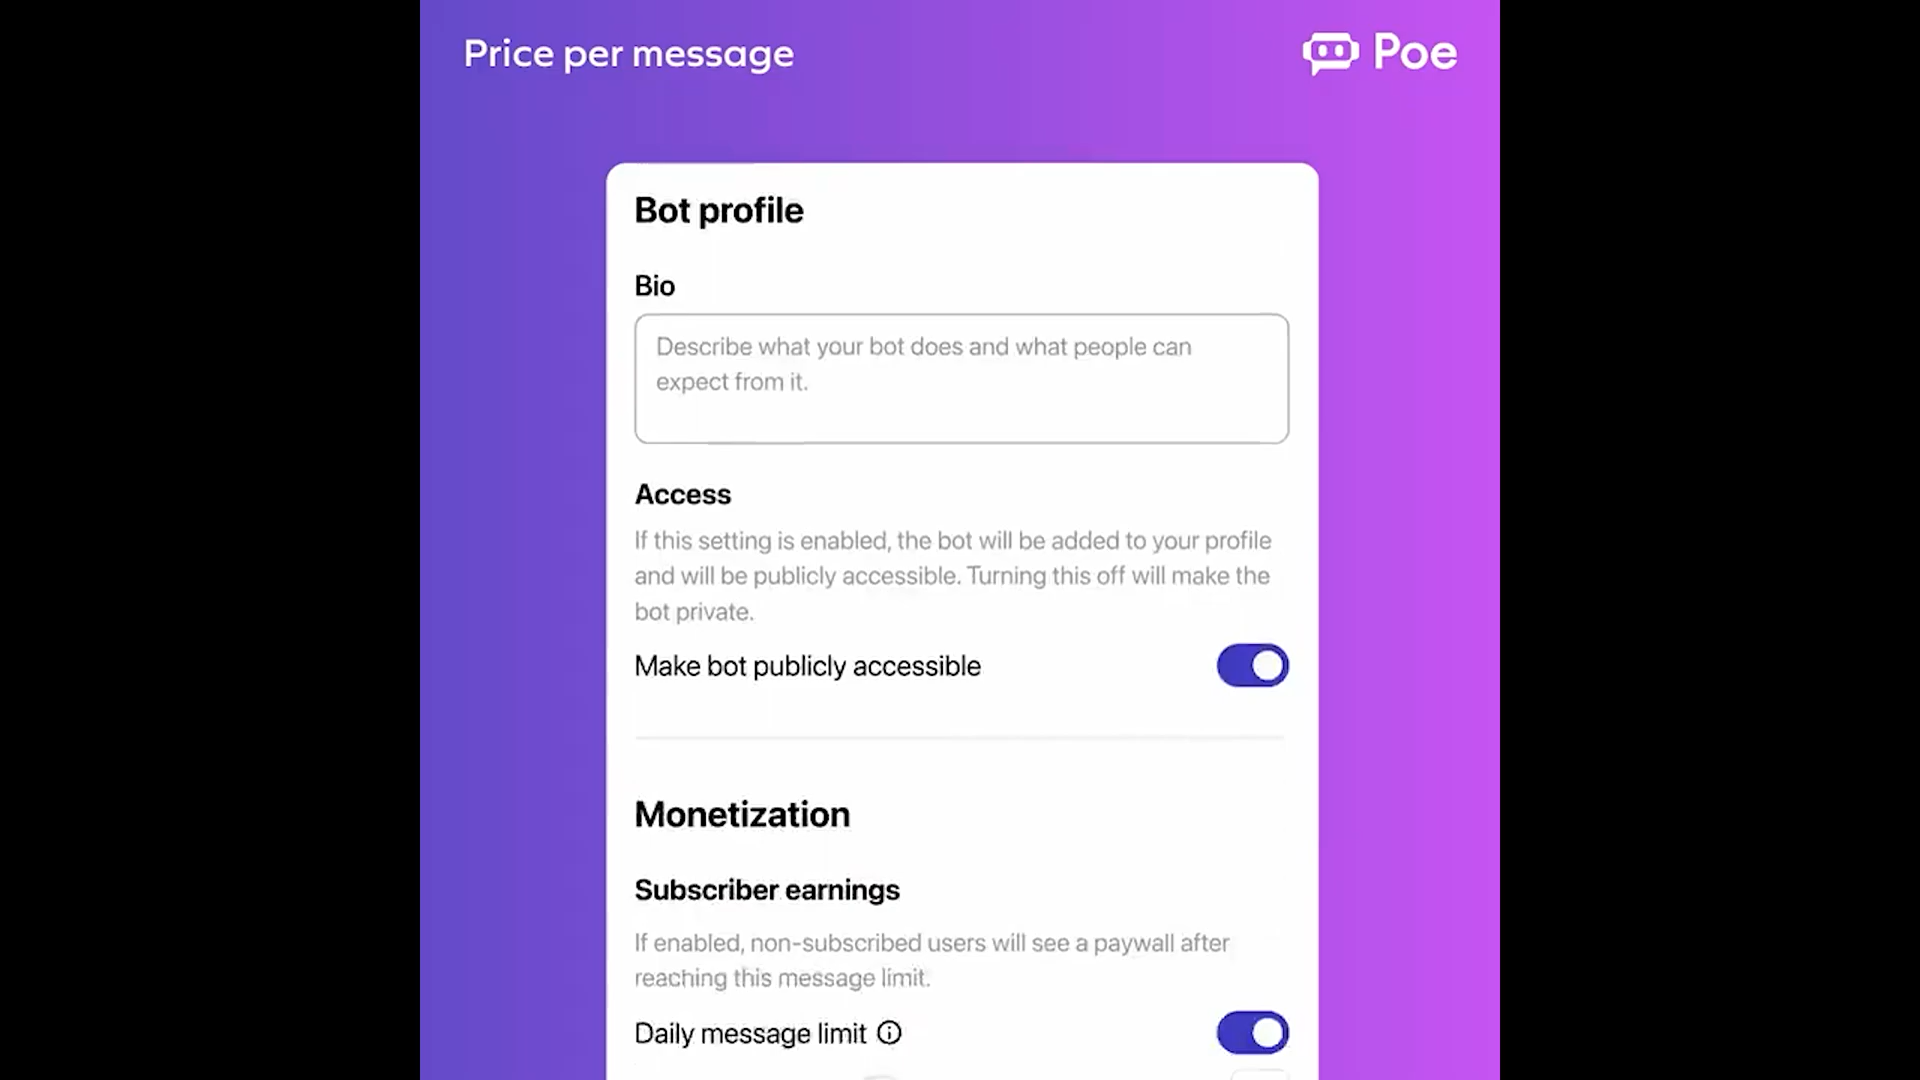 Price per message
Poe
Bot profile
Bio
Describe what your bot does and what people can
expect from it.
Access
If this setting is enabled, the bot will be added to your profile
and will be publicly accessible. Turning this off will make the
bot private.
Make bot publicly accessible
Monetization
Subscriber earnings
If enabled, non-subscribed users will see a paywall after
reaching this message limit.
Daily message limit